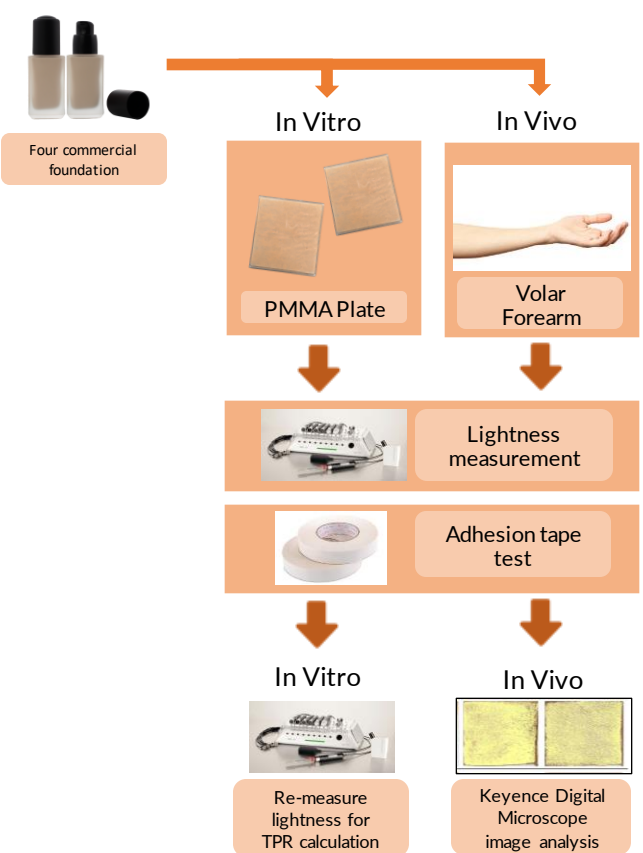 Four commercial
foundation
In Vitro
In Vivo
PMMA Plate
Volar
Forearm
Lightness
measurement
Adhesion tape
test
In Vitro
In Vivo
Re-measure
lightness for
TPR calculation
Keyence Digital
Microscope
image analysis